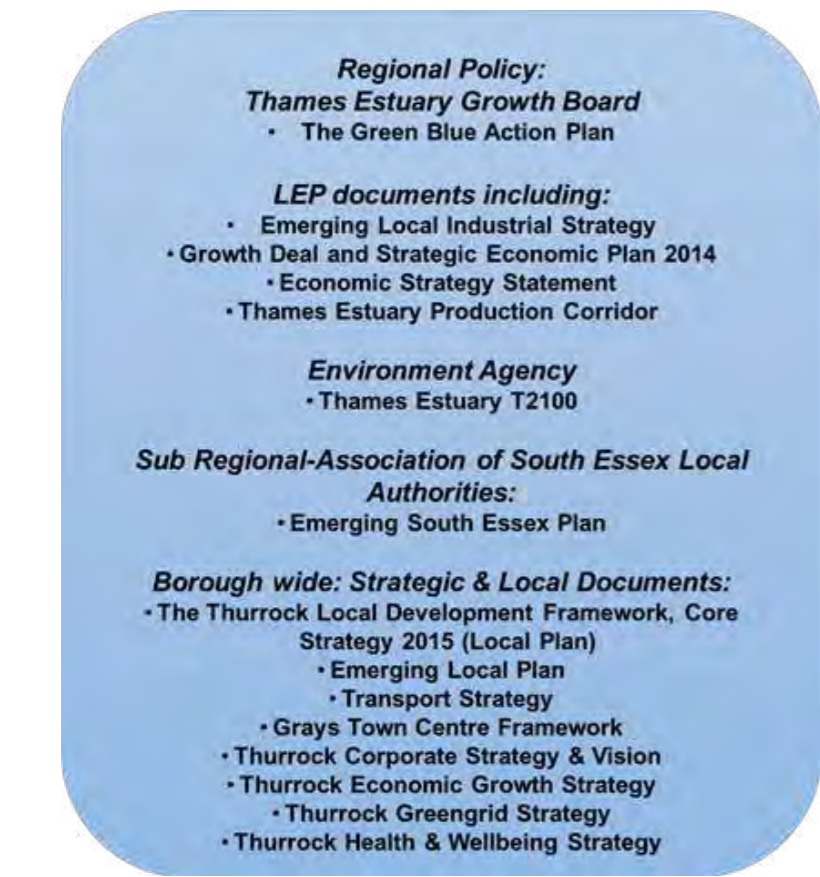 Regional Policy:
Thames Estuary Growth Board
• The Green Blue Action Plan
LEP documents including:
• Emerging Local Industrial Strategy
• Growth Deal and Strategic Economic Plan 2014
• Economic Strategy Statement
• Thames Estuary Production Corridor
Environment Agency
• Thames Estuary T2100
Sub Regional-Association of South Essex Local
Authorities:
• Emerging South Essex Plan
Borough wide: Strategic & Local Documents:
• The Thurrock Local Development Framework, Core
Strategy 2015 (Local Plan)
• Emerging Local Plan
• Transport Strategy
• Grays Town Centre Framework
• Thurrock Corporate Strategy & Vision
• Thurrock Economic Growth Strategy
• Thurrock Greengrid Strategy
• Thurrock Health & Wellbeing Strategy